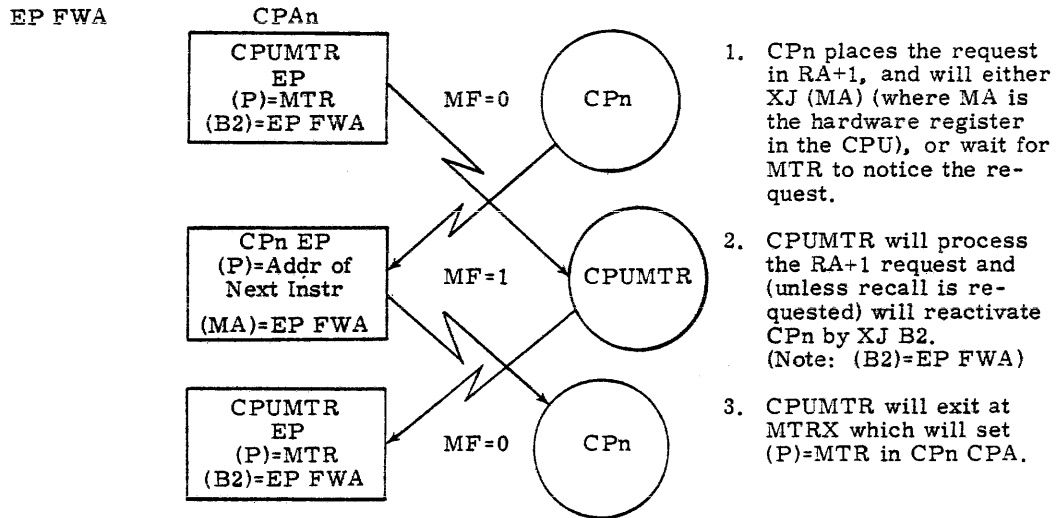 EP FWA
CPAn
CPUMTR
EP
(P)=MTR
(B2)=EP FWA
MF=0
CPn
CPn EP
(P)=Addr of
Next Instr
(MA)=EP FWA
MF=1
CPUMTR
CPUMTR
EP
(P)=MTR
(B2)=EP FWA
MF=0
CPn
1. CPn places the request
in RA+1, and will either
XJ (MA) (where MA is
the hardware register
in the CPU), or wait for
MTR to notice the re-
quest.
2. CPUMTR will process
the RA+1 request and
(unless recall is re-
quested) will reactivate
CPn by XJ B2.
(Note: (B2)=EP FWA)
3. CPUMTR will exit at
MTRX which will set
(P)=MTR in CPn CPA.